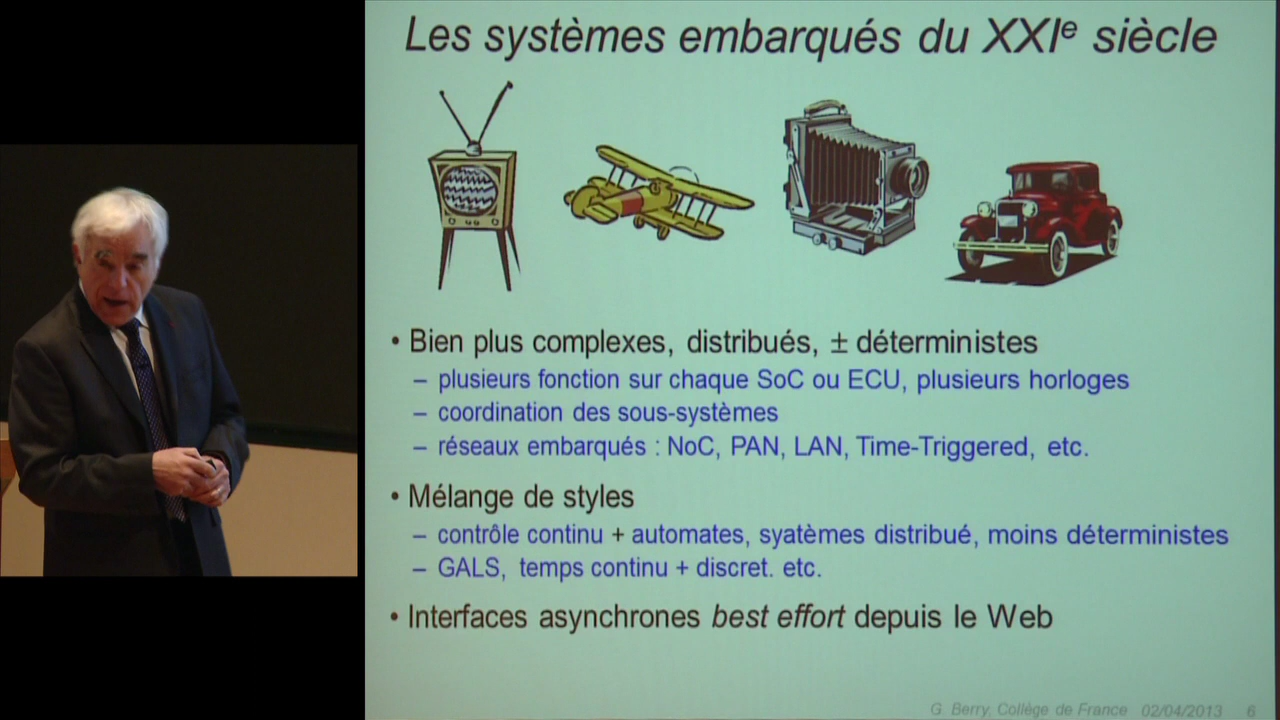 Les systèmes embarqués du XXIe siècle
• Bien plus complexes, distribués, ± déterministes
– plusieurs fonction sur chaque SoC ou ECU, plusieurs horloges
– coordination des sous-systèmes
– réseaux embarqués : NoC, PAN, LAN, Time-Triggered, etc.
• Mélange de styles
– contrôle continu + automates, syatèmes distribué, moins déterministes
– GALS, temps continu + discret. etc.
• Interfaces asynchrones best effort depuis le Web
G. Berry, Collège de France 02/04/2013 6